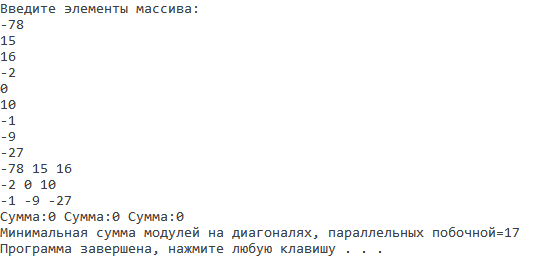 Введите элементы массива:
-78
15
16
-2
0
10
-1
-9
-27
-78 15 16
-2 0 10
-1 -9 -27
Сумма:0 Сумма:0 Сумма:0
Минимальная сумма модулей на диагоналях, параллельных побочной=17
Программа завершена, нажмите любую клавишу . . .